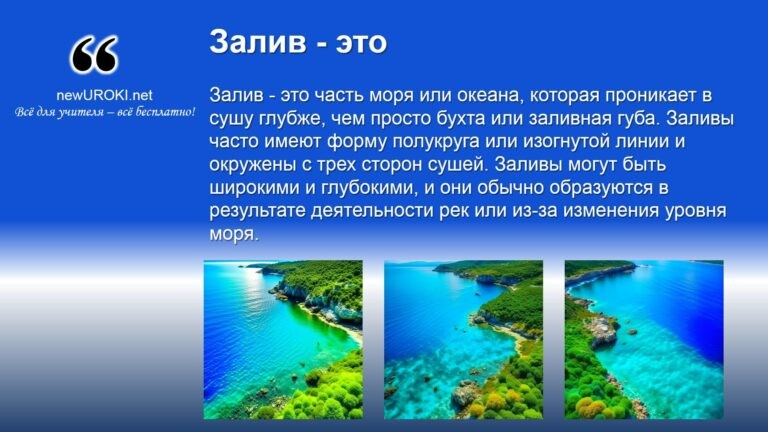 Залив - это
newUROKI.net
Всё для учителя – всё бесплатно!
Залив - это часть моря или океана, которая проникает в
сушу глубже, чем просто бухта или заливная губа. Заливы
часто имеют форму полукруга или изогнутой линии и
окружены с трех сторон сушей. Заливы могут быть
широкими и глубокими, и они обычно образуются в
результате деятельности рек или из-за изменения уровня
моря.